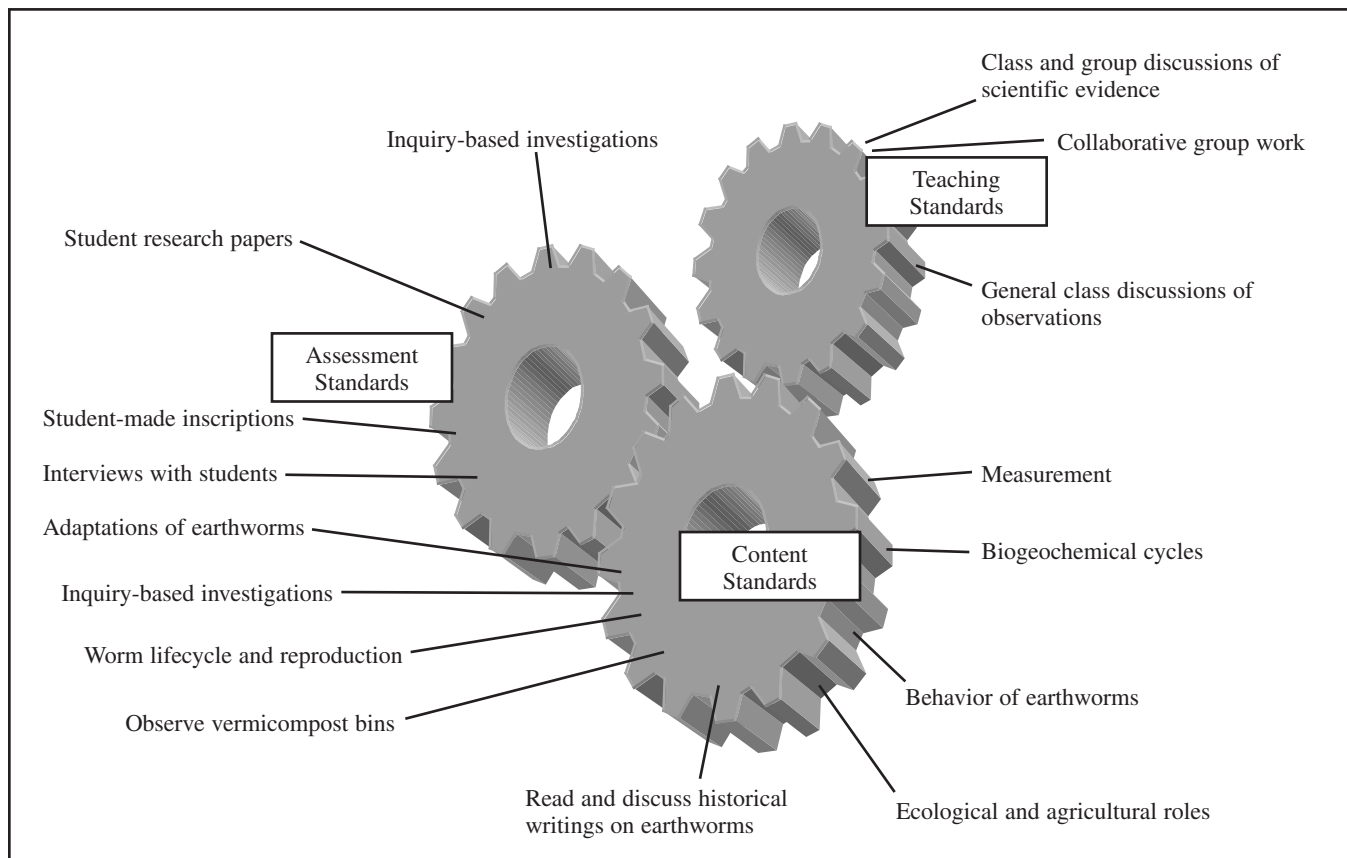 Class and group discussions of
scientific evidence
Inquiry-based investigations
Collaborative group work
Teaching
Standards
Student research papers
General class discussions of
observations
Assessment
Standards
Student-made inscriptions
Interviews with students
Measurement
Adaptations of earthworms
Content
Standards
Biogeochemical cycles
Inquiry-based investigations
Worm lifecycle and reproduction
Behavior of earthworms
Observe vermicompost bins
Read and discuss historical
writings on earthworms
Ecological and agricultural roles